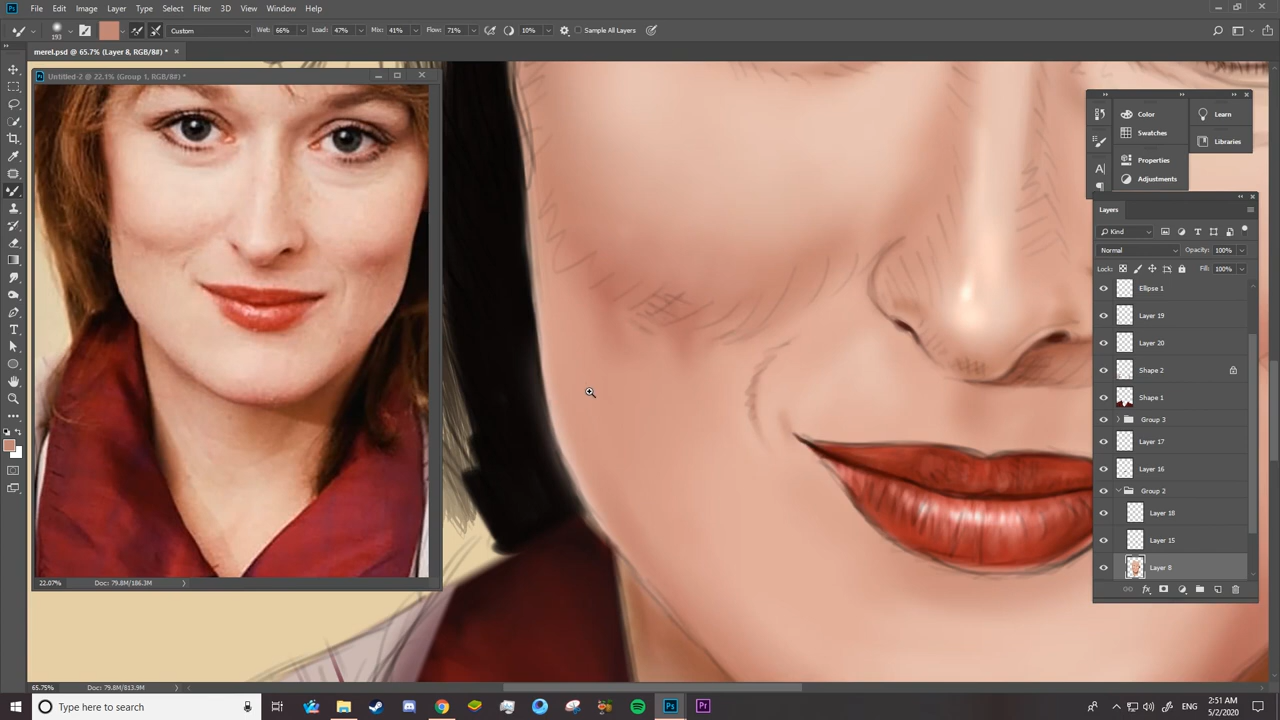 Ps File Edit Image Layer Type Select Filter 3D View Window Help
193 Custom Wet: 66% Load: 47% Mix: 41% Flow: 71% 10% Sample All Layers
merel.psd @ 65.7% (Layer 8, RGB/8#) * ×
Ps Untitled-2 @ 22.1% (Group 1, RGB/8#) *
Color Learn
Swatches Libraries
Properties
Adjustments
Layers
Kind
Normal Opacity: 100%
Lock: Fill: 100%
Ellipse 1
Layer 19
Layer 20
Shape 2
Shape 1
Group 3
Layer 17
Layer 16
Group 2
Layer 18
Layer 15
Layer 8
22.07% Doc: 79.8M/186.3M
65.75% Doc: 79.8M/813.9M
Type here to search Ps Pr ENG 2:51 AM
5/2/2020